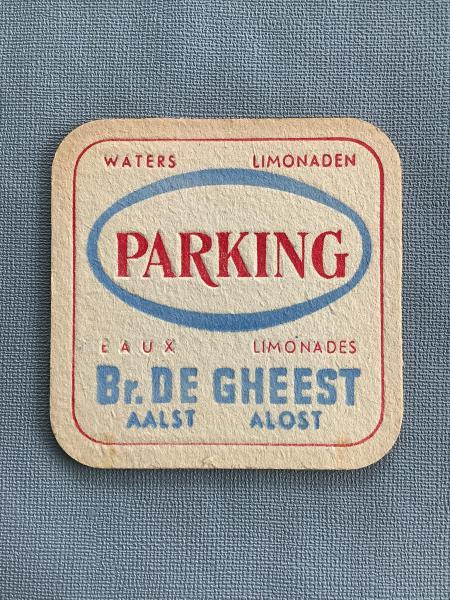 WATERS LIMONADEN
PARKING
EAUX LIMONADES
Br. DE GHEEST
AALST ALOST